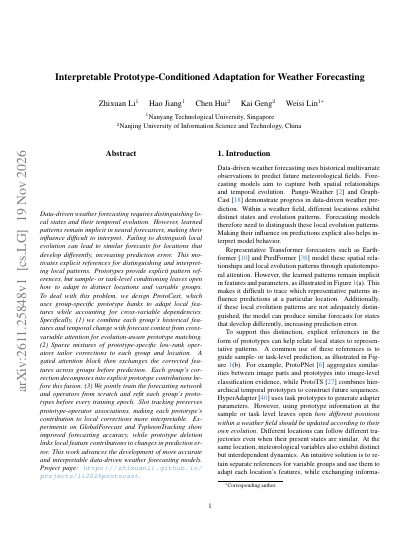 Interpretable Prototype-Conditioned Adaptation for Weather Forecasting
Zhixuan Li¹ Hao Jiang¹ Chen Hui² Kai Geng² Weisi Lin¹*
¹Nanyang Technological University, Singapore
²Nanjing University of Information Science and Technology, China
arXiv:2611.25848v1 [cs.LG] 19 Nov 2026
Abstract
Data-driven weather forecasting requires distinguishing lo-
cal states and their temporal evolution. However, learned
patterns remain implicit in neural forecasters, making their
influence difficult to interpret. Failing to distinguish local
evolution can lead to similar forecasts for locations that
develop differently, increasing prediction error. This mo-
tivates explicit references for distinguishing and interpret-
ing local patterns. Prototypes provide explicit pattern ref-
erences, but sample- or task-level conditioning leaves open
how to adapt to distinct locations and variable groups.
To deal with this problem, we design ProtoCast, which
uses group-specific prototypes to adapt local features
while accounting for cross-variable dependencies.
Specifically, (1) we combine each group's historical features
and temporal change with forecast context from cross-
variable attention for evolution-aware prototype matching.
(2) Sparse mixtures of prototype-specific low-rank oper-
ators tailor corrections to each group and location. A
gated attention block then exchanges the corrected fea-
tures across groups before prediction. Each group's cor-
rection decomposes into explicit prototype contributions be-
fore this fusion. (3) We jointly train the forecasting network
and operators from scratch and refit each group's proto-
types before every training epoch. Slot tracking preserves
prototype-operator associations, making each prototype's
contribution to local corrections more interpretable. Ex-
periments on GlobalForecast and TyphoonTracking show
improved forecasting accuracy, while prototype deletion
links local feature corrections to changes in prediction er-
ror. This work advances the development of more accurate
and interpretable data-driven weather forecasting models.
Project page: https://zhixuanli.github.io/
projects/li2026protocast.
1. Introduction
Data-driven weather forecasting uses historical multivariate
observations to predict future meteorological fields. Fore-
casting models aim to capture both spatial relationships
and temporal evolution. Pangu-Weather [2] and Graph-
Cast [18] demonstrate progress in data-driven weather pre-
diction. Within a weather field, different locations exhibit
distinct states and evolution patterns. Forecasting models
therefore need to distinguish these local evolution patterns.
Making their influence on predictions explicit also helps in-
terpret model behavior.
Representative Transformer forecasters such as Earth-
former [10] and PredFormer [38] model these spatial rela-
tionships and local evolution patterns through spatiotempo-
ral attention. However, the learned patterns remain implicit
in features and parameters, as illustrated in Figure 1(a). This
makes it difficult to trace which representative patterns in-
fluence predictions at a particular location. Additionally,
if these local evolution patterns are not adequately distin-
guished, the model can produce similar forecasts for states
that develop differently, increasing prediction error.
To support this distinction, explicit references in the
form of prototypes can help relate local states to represen-
tative patterns. A common use of these references is to
guide sample- or task-level prediction, as illustrated in Fig-
ure 1(b). For example, ProtoPNet [6] aggregates similari-
ties between image parts and prototypes into image-level
classification evidence, while ProtoTS [27] combines hier-
archical temporal prototypes to construct future sequences.
HyperAdapter [40] uses task prototypes to generate adapter
parameters. However, using prototype information at the
sample or task level leaves open how different positions
within a weather field should be updated according to their
own evolution. Different locations can follow different tra-
jectories even when their present states are similar. At the
same location, meteorological variables also exhibit distinct
but interdependent dynamics. An intuitive solution is to re-
tain separate references for variable groups and use them to
adapt each location's features, while exchanging informa-
*Corresponding author
1